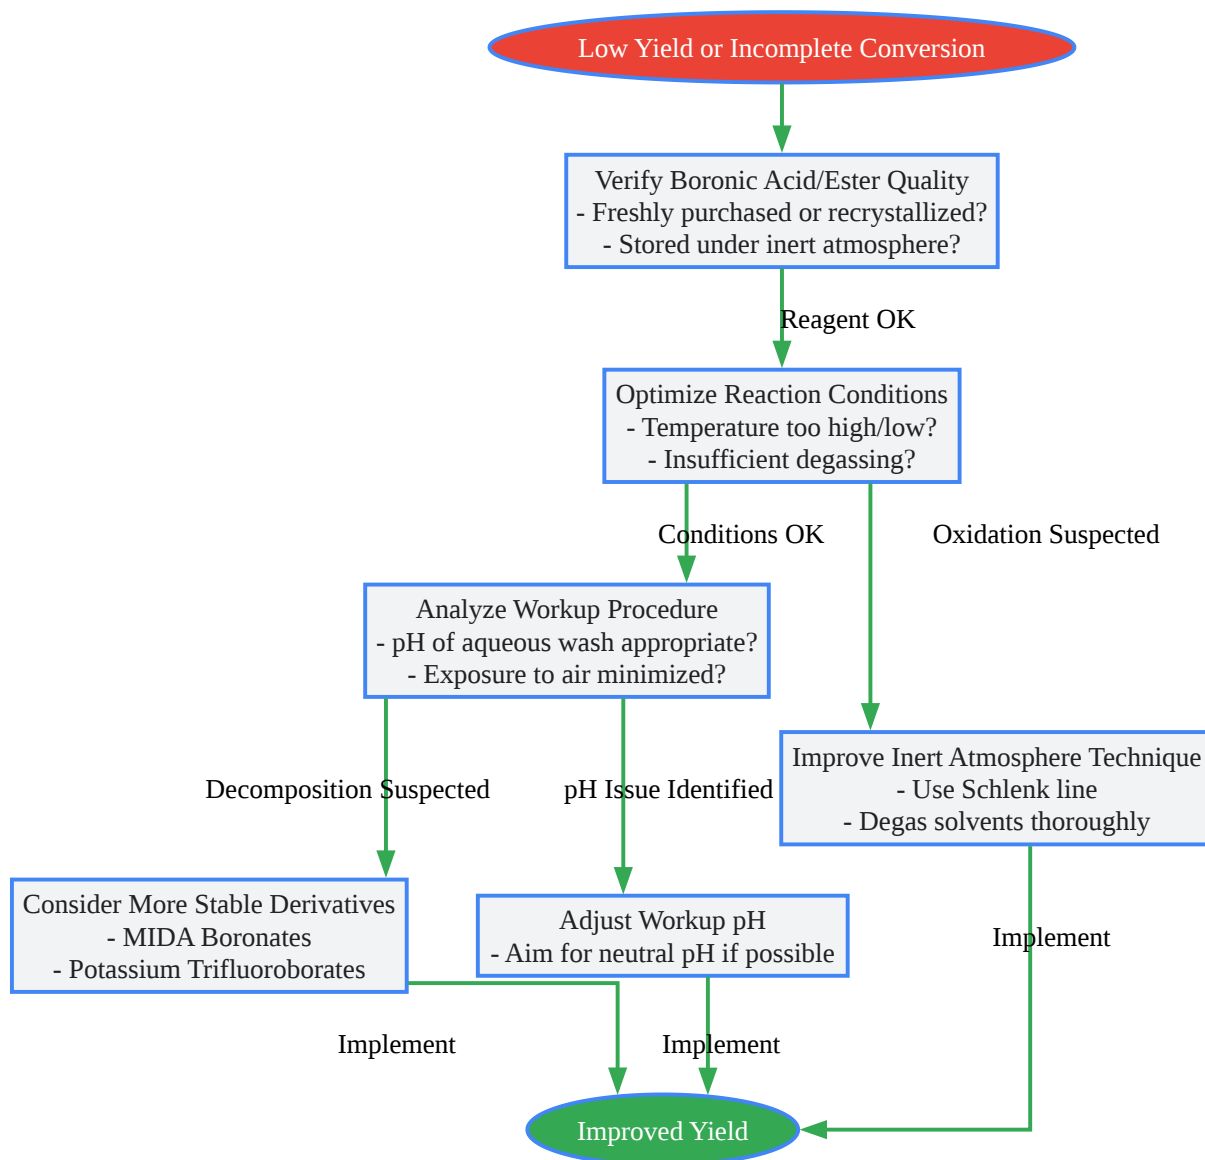 Low Yield or Incomplete Conversion
Verify Boronic Acid/Ester Quality
- Freshly purchased or recrystallized?
- Stored under inert atmosphere?
Reagent OK
Optimize Reaction Conditions
- Temperature too high/low?
- Insufficient degassing?
Conditions OK
Oxidation Suspected
Analyze Workup Procedure
- pH of aqueous wash appropriate?
- Exposure to air minimized?
Improve Inert Atmosphere Technique
- Use Schlenk line
- Degas solvents thoroughly
Decomposition Suspected
pH Issue Identified
Consider More Stable Derivatives
- MIDA Boronates
- Potassium Trifluoroborates
Adjust Workup pH
- Aim for neutral pH if possible
Implement
Implement
Implement
Improved Yield